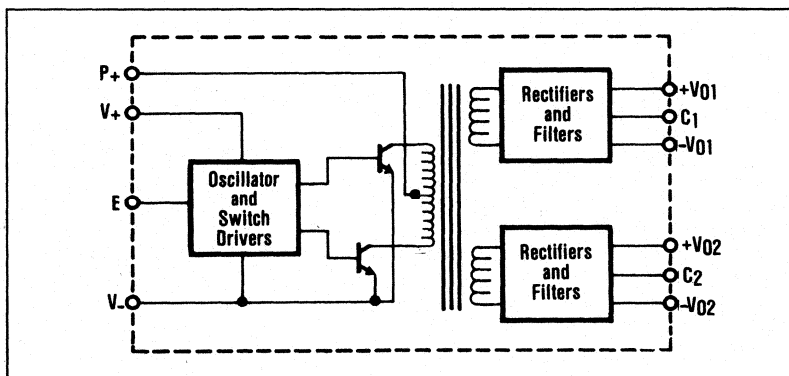 P+
V+
E
V-
Oscillator
and
Switch
Drivers
Rectifiers
and
Filters
+V01
C1
-V01
Rectifiers
and
Filters
+V02
C2
-V02